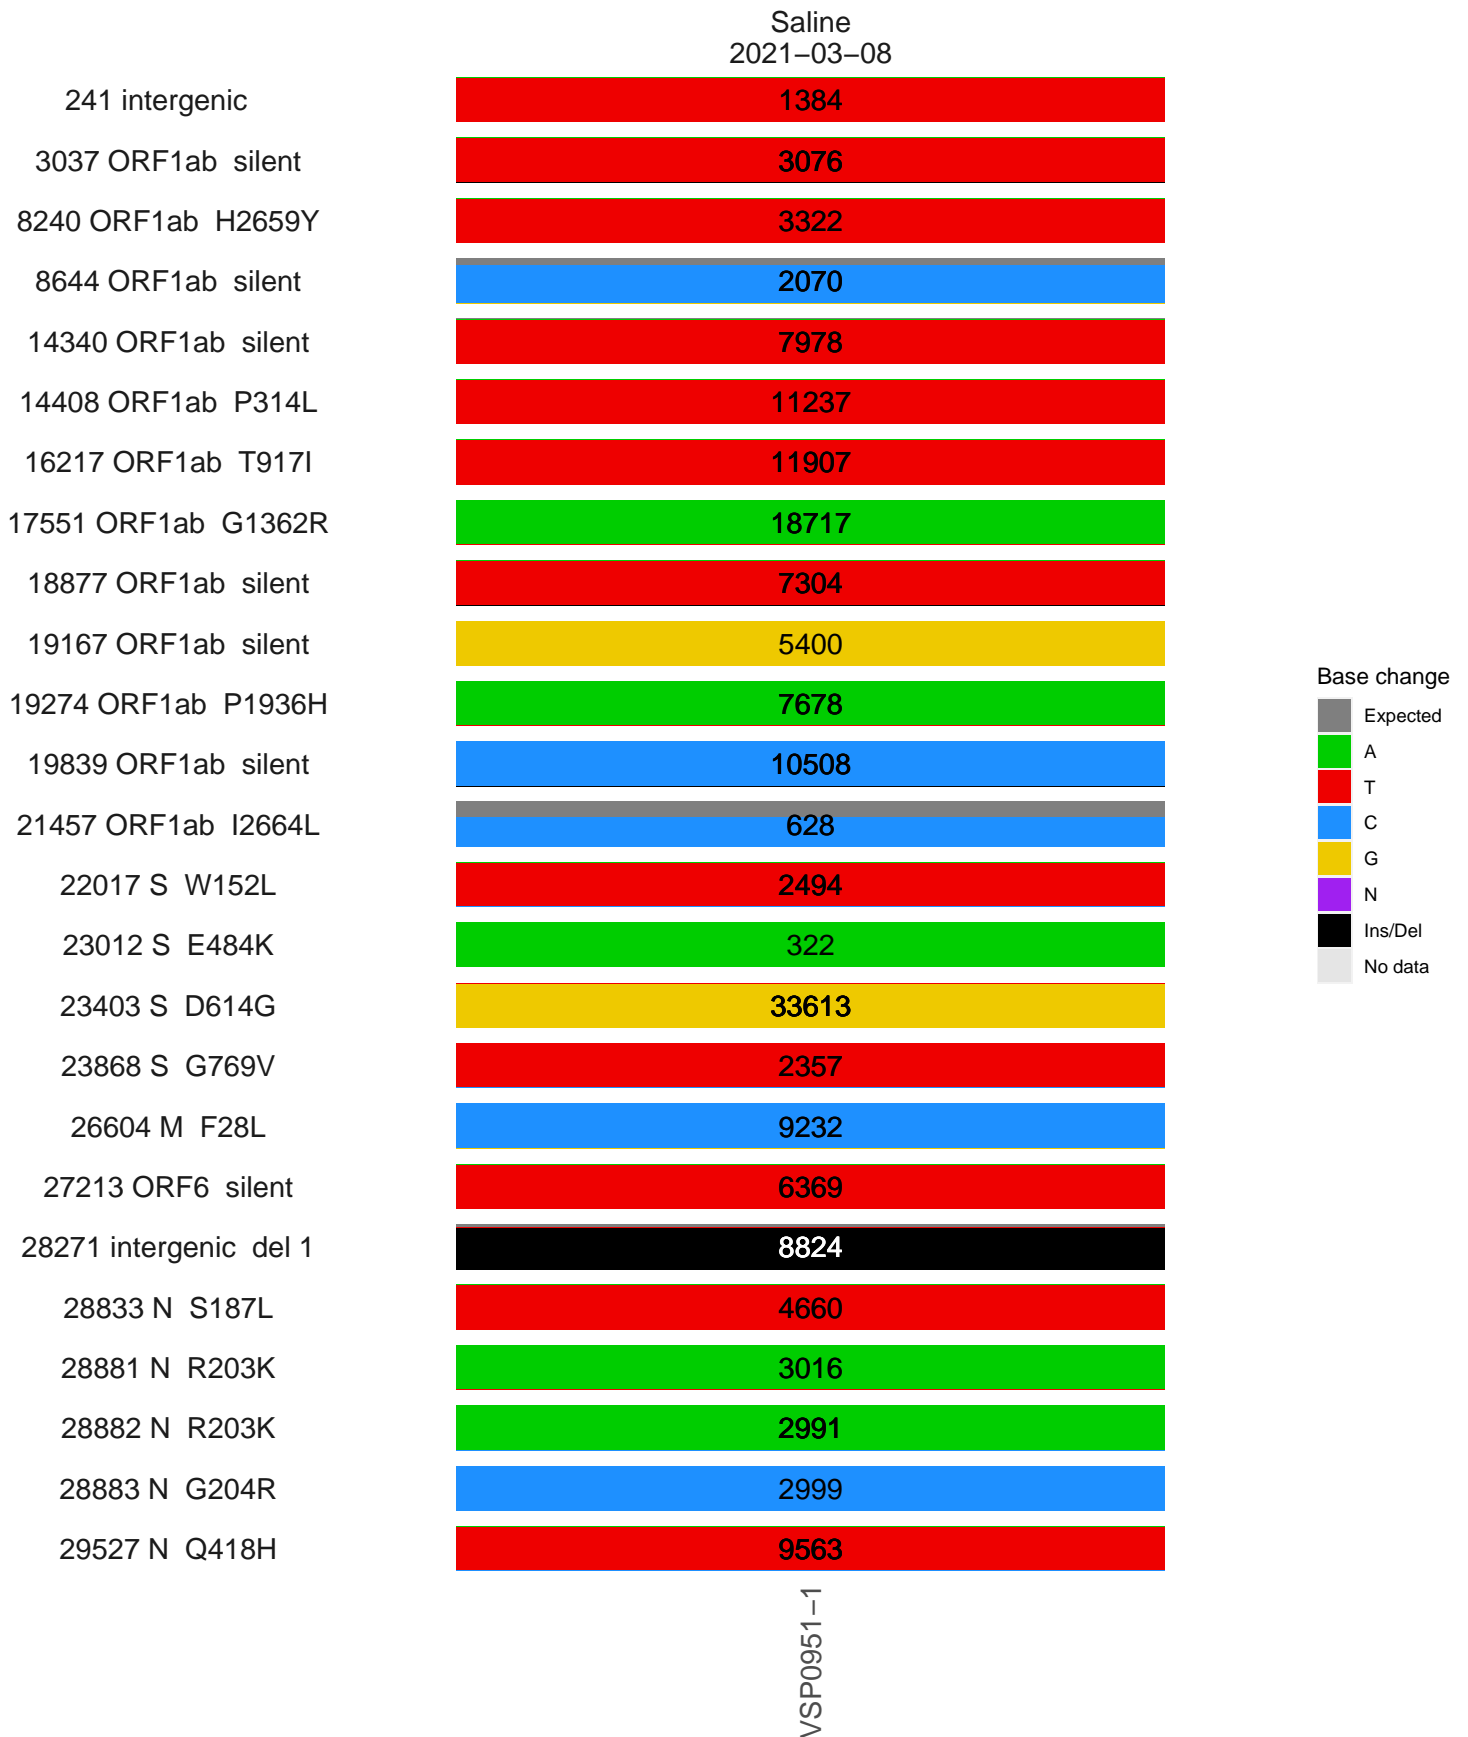 Saline
2021−03−08
241 intergenic 1384
3037 ORF1ab silent 3076
8240 ORF1ab H2659Y 3322
8644 ORF1ab silent 2070
14340 ORF1ab silent 7978
14408 ORF1ab P314L 11237
16217 ORF1ab T917I 11907
17551 ORF1ab G1362R 18717
18877 ORF1ab silent 7304
19167 ORF1ab silent 5400
19274 ORF1ab P1936H 7678
19839 ORF1ab silent 10508
21457 ORF1ab I2664L 628
22017 S W152L 2494
23012 S E484K 322
23403 S D614G 33613
23868 S G769V 2357
26604 M F28L 9232
27213 ORF6 silent 6369
28271 intergenic del 1 8824
28833 N S187L 4660
28881 N R203K 3016
28882 N R203K 2991
28883 N G204R 2999
29527 N Q418H 9563
VSP0951−1
Base change
Expected
A
T
C
G
N
Ins/Del
No data